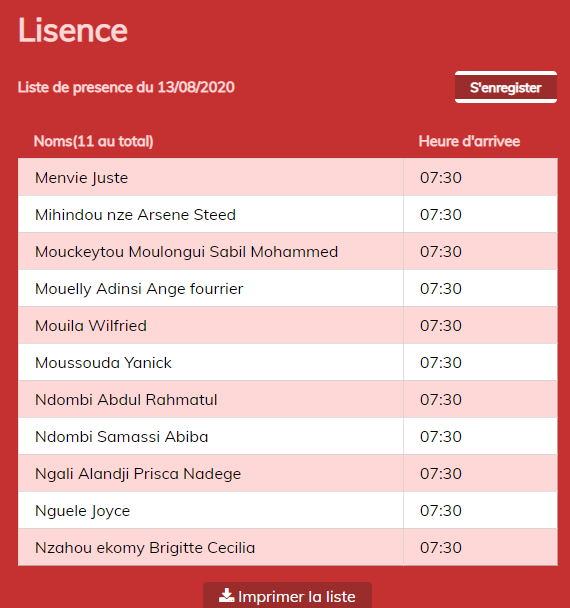 Lisence
Liste de presence du 13/08/2020 S'enregister
Noms(11 au total) Heure d'arrivee
Menvie Juste 07:30
Mihindou nze Arsene Steed 07:30
Mouckeytou Moulongui Sabil Mohammed 07:30
Mouelly Adinsi Ange fourrier 07:30
Mouila Wilfried 07:30
Moussouda Yanick 07:30
Ndombi Abdul Rahmatul 07:30
Ndombi Samassi Abiba 07:30
Ngali Alandji Prisca Nadege 07:30
Nguele Joyce 07:30
Nzahou ekomy Brigitte Cecilia 07:30
Imprimer la liste